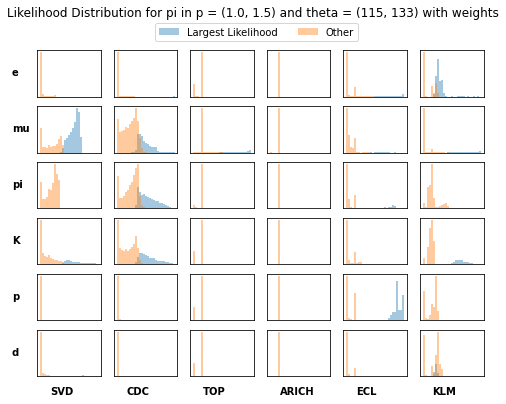 Likelihood Distribution for pi in p = (1.0, 1.5) and theta = (115, 133) with weights
Largest Likelihood Other
e
mu
pi
K
p
d
SVD CDC TOP ARICH ECL KLM